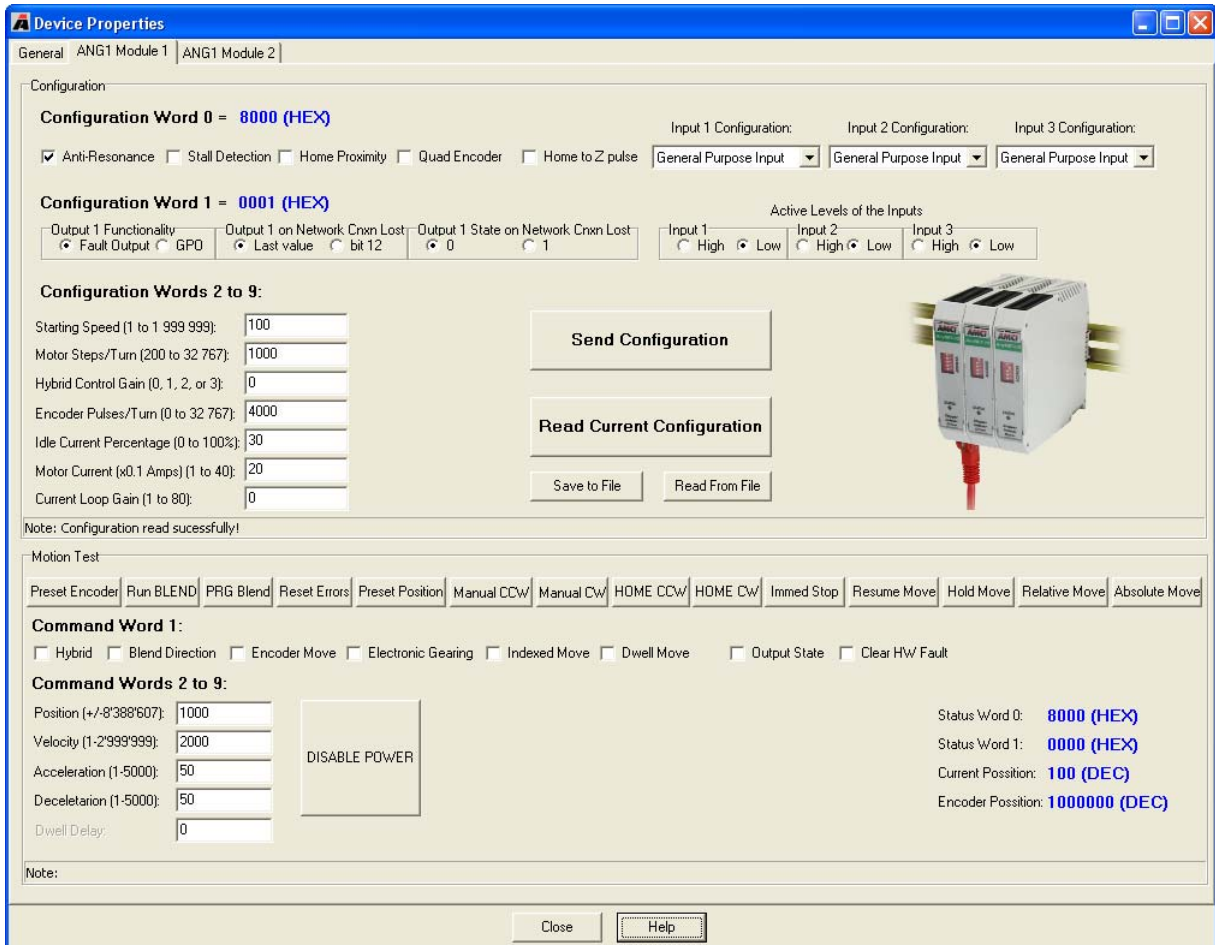 Device Properties
General ANG1 Module 1 ANG1 Module 2
Configuration
Configuration Word 0 = 8000 (HEX)
Input 1 Configuration: Input 2 Configuration: Input 3 Configuration:
Anti-Resonance Stall Detection Home Proximity Quad Encoder Home to Z pulse General Purpose Input General Purpose Input General Purpose Input
Configuration Word 1 = 0001 (HEX)
Active Levels of the Inputs
Output 1 Functionality Output 1 on Network Cnxn Lost Output 1 State on Network Cnxn Lost Input 1 Input 2 Input 3
Fault Output GPO Last value bit 12 0 1 High Low High Low High Low
Configuration Words 2 to 9:
Starting Speed (1 to 1 999 999): 100
Motor Steps/Turn (200 to 32 767): 1000
Hybrid Control Gain (0, 1, 2, or 3): 0
Encoder Pulses/Turn (0 to 32 767): 4000
Idle Current Percentage (0 to 100%): 30
Motor Current (x0.1 Amps) (1 to 40): 20
Current Loop Gain (1 to 80): 0
Send Configuration
Read Current Configuration
Save to File Read From File
AMCI AMCI AMCI
Note: Configuration read sucessfully!
Motion Test
Preset Encoder Run BLEND PRG Blend Reset Errors Preset Position Manual CCW Manual CW HOME CCW HOME CW Immed Stop Resume Move Hold Move Relative Move Absolute Move
Command Word 1:
Hybrid Blend Direction Encoder Move Electronic Gearing Indexed Move Dwell Move Output State Clear HW Fault
Command Words 2 to 9:
Position (+/-8'388'607): 1000
Velocity (1-2'999'999): 2000
Acceleration (1-5000): 50
Deceletarion (1-5000): 50
Dwell Delay: 0
DISABLE POWER
Status Word 0: 8000 (HEX)
Status Word 1: 0000 (HEX)
Current Possition: 100 (DEC)
Encoder Possition: 1000000 (DEC)
Note:
Close Help